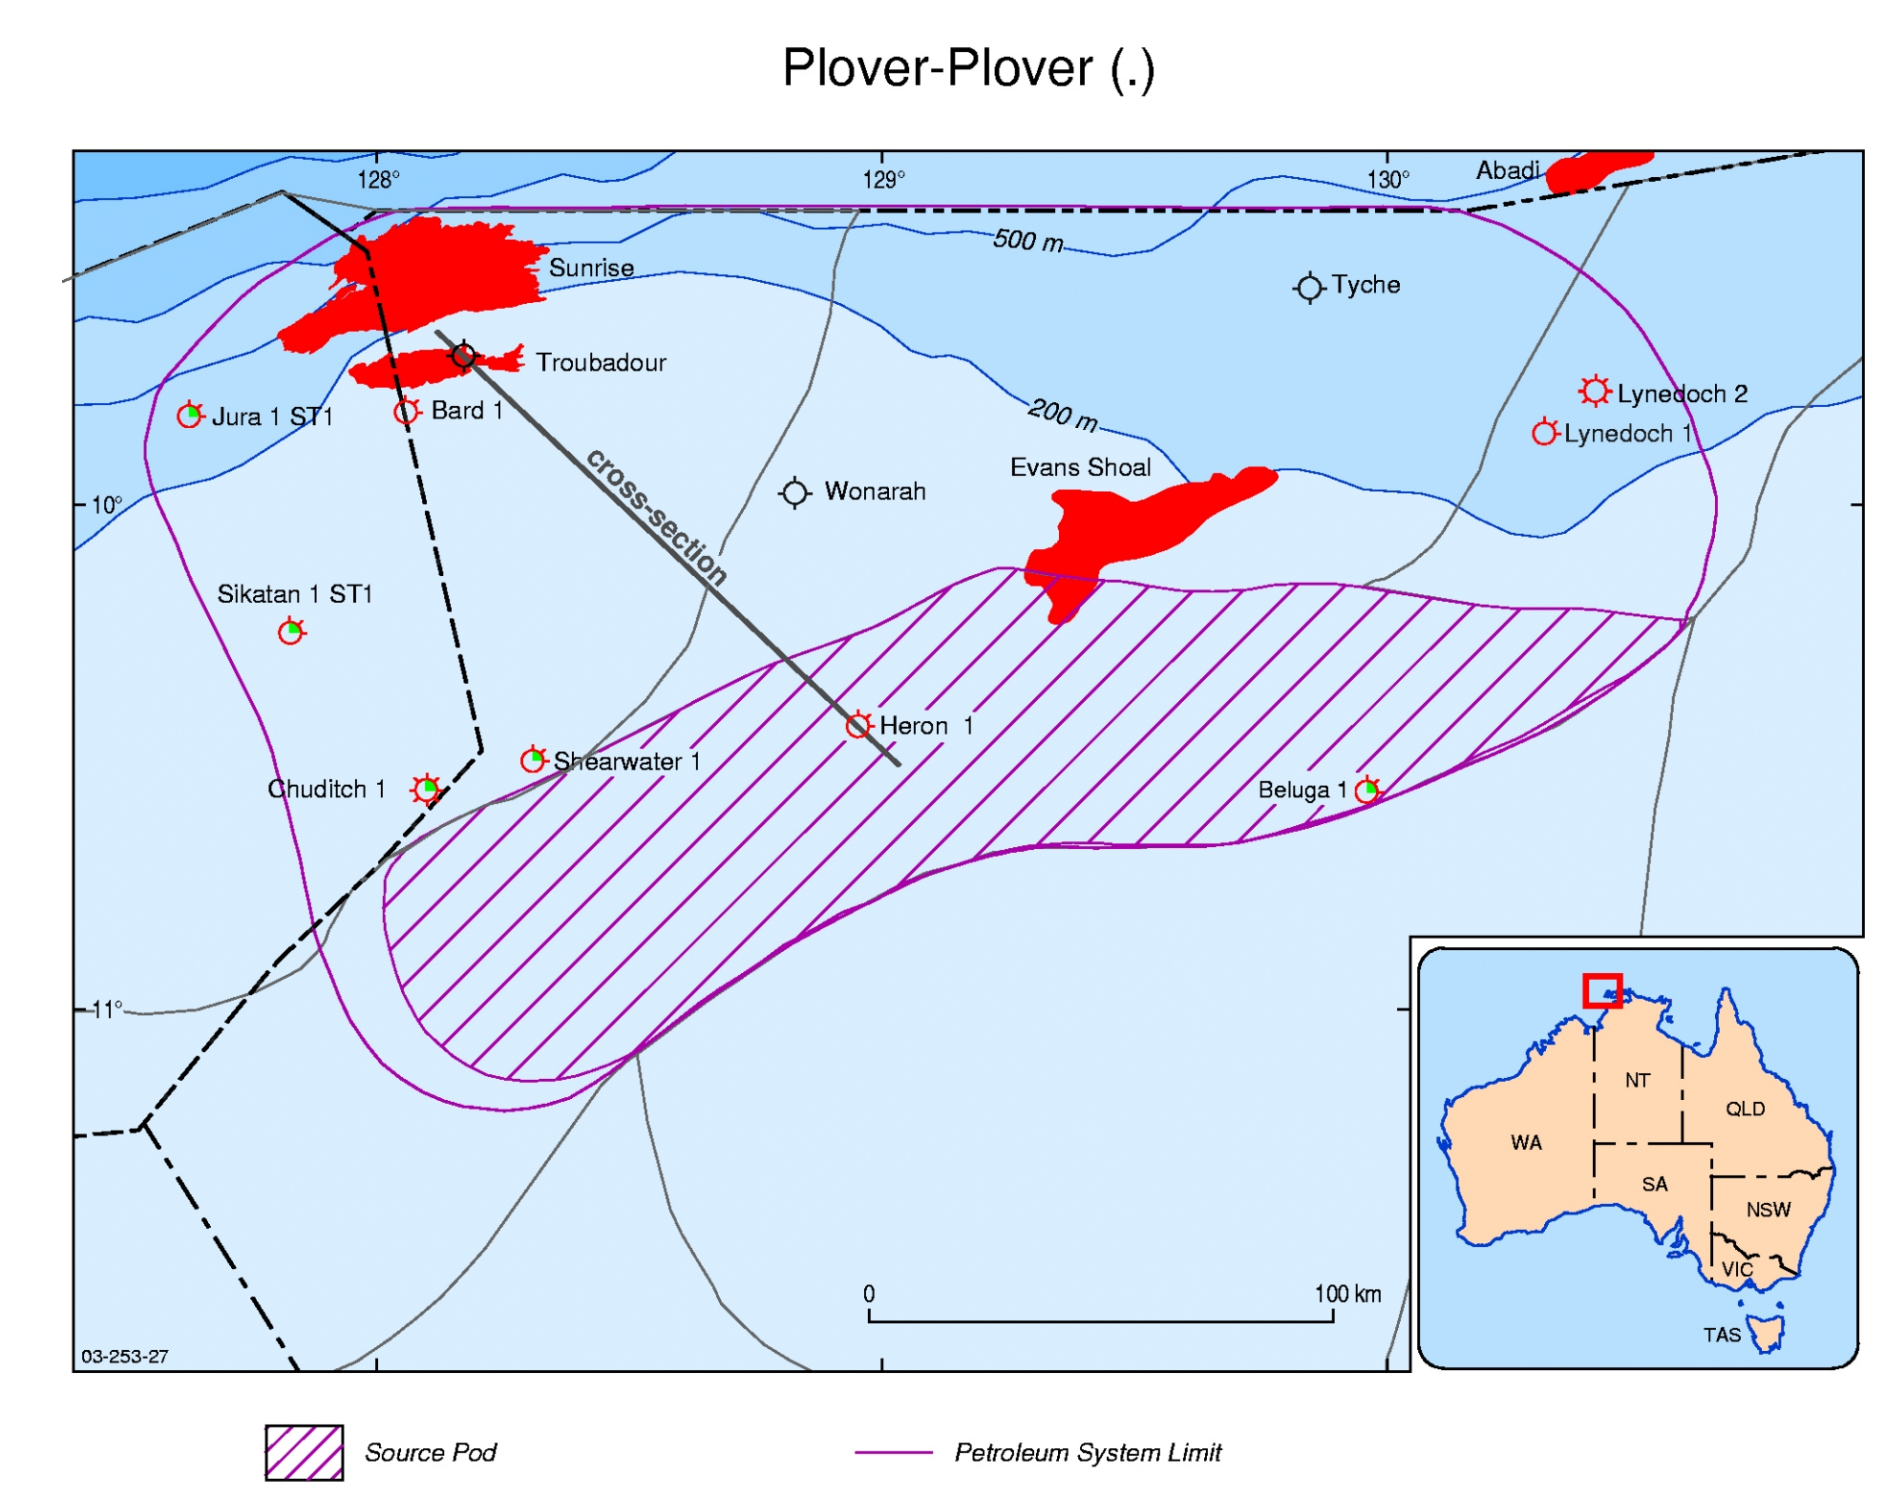 Plover-Plover (.)
128°
129°
130°
Abadi
500 m
Sunrise
Tyche
Troubadour
Lynedoch 2
Jura 1 ST1
Bard 1
200 m
Lynedoch 1
Evans Shoal
cross-section
Wonarah
10°
Sikatan 1 ST1
Heron 1
Shearwater 1
Chuditch 1
Beluga 1
11°
NT
QLD
WA
SA
NSW
VIC
TAS
0
100 km
03-253-27
Source Pod
Petroleum System Limit